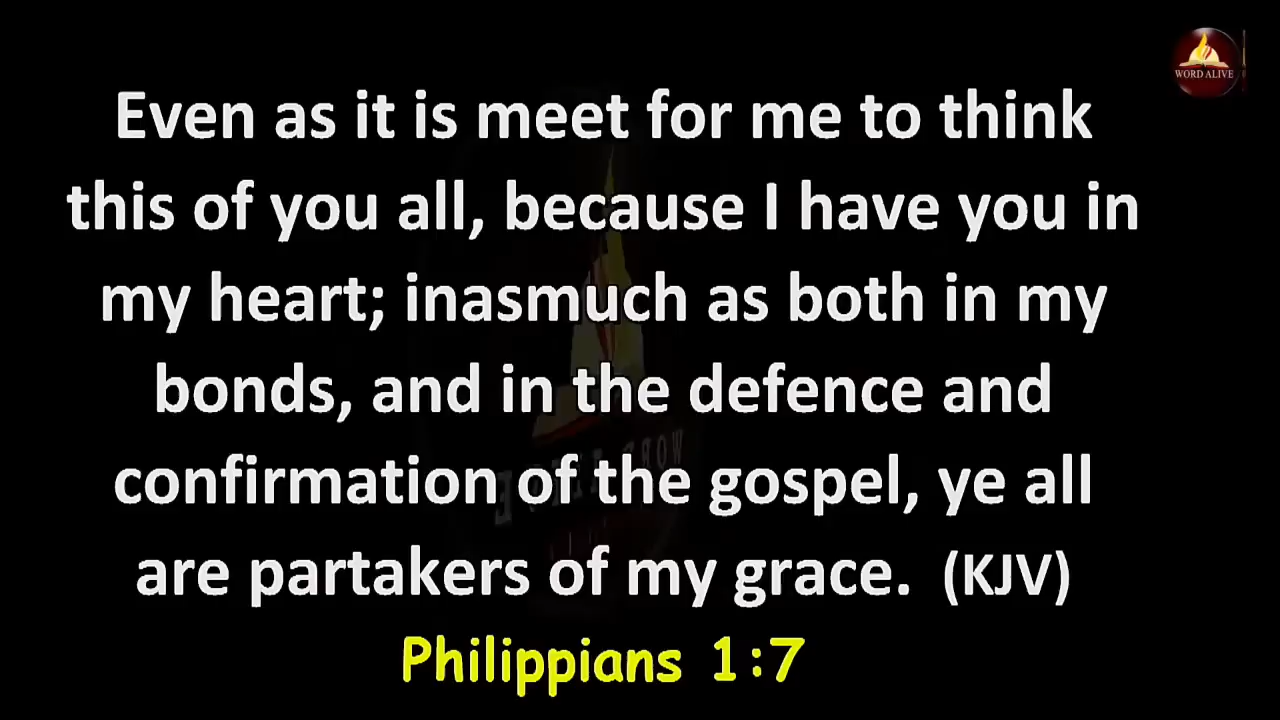 WORD ALIVE
Even as it is meet for me to think
this of you all, because I have you in
my heart; inasmuch as both in my
bonds, and in the defence and
confirmation of the gospel, ye all
are partakers of my grace. (KJV)
Philippians 1:7